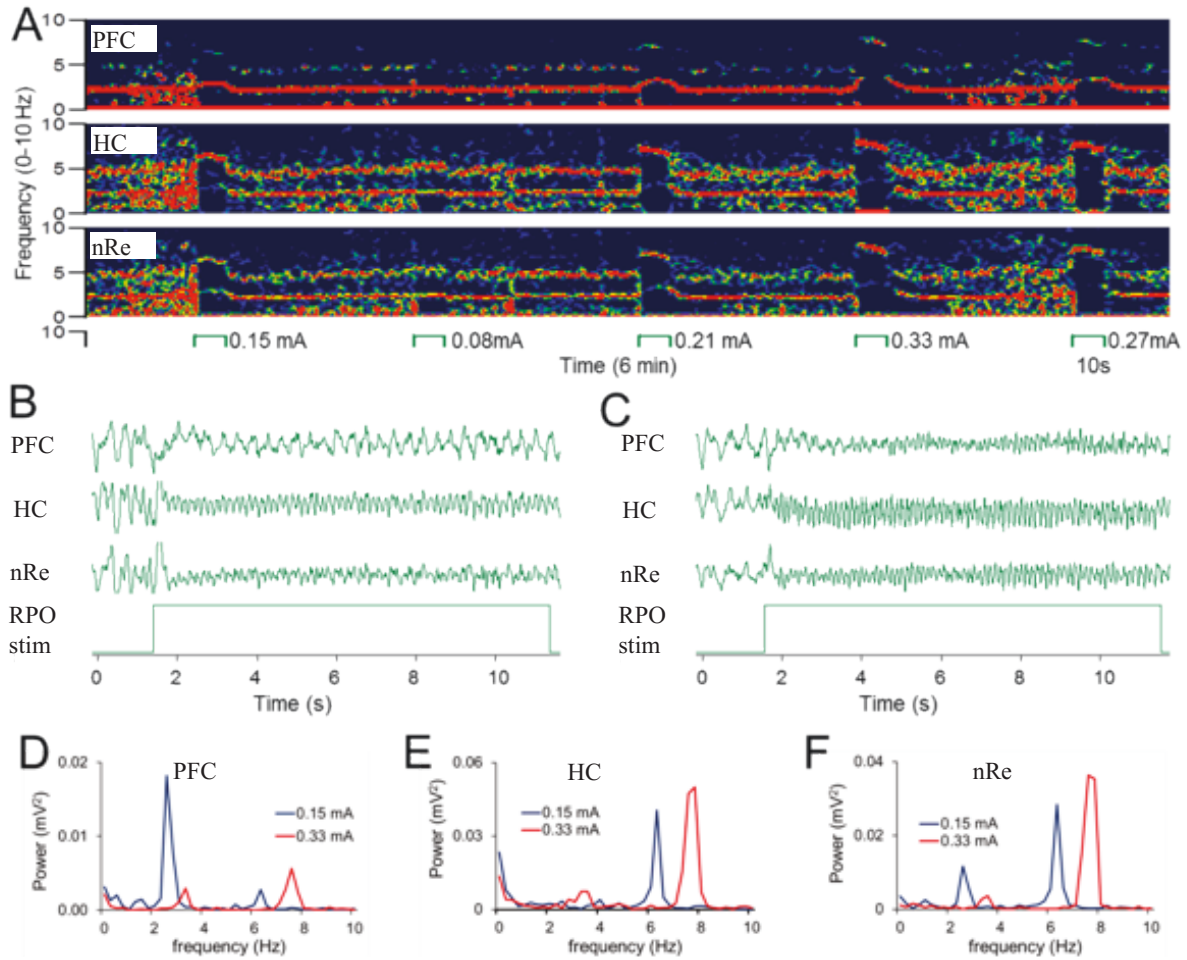 A
PFC
HC
nRe
Frequency (0-10 Hz)
10
5
0
10
5
0
10
5
0
10
0.15 mA
0.08mA
0.21 mA
0.33 mA
0.27mA
Time (6 min)
10s
B
PFC
HC
nRe
RPO
stim
0 2 4 6 8 10
Time (s)
C
PFC
HC
nRe
RPO
stim
0 2 4 6 8 10
Time (s)
D
PFC
0.02
0.01
0.00
Power (mV²)
0.15 mA
0.33 mA
0 2 4 6 8 10
frequency (Hz)
E
HC
0.06
0.03
0
Power (mV²)
0.15 mA
0.33 mA
0 2 4 6 8 10
frequency (Hz)
F
nRe
0.04
0.02
0
Power (mV²)
0.15 mA
0.33 mA
0 2 4 6 8 10
frequency (Hz)